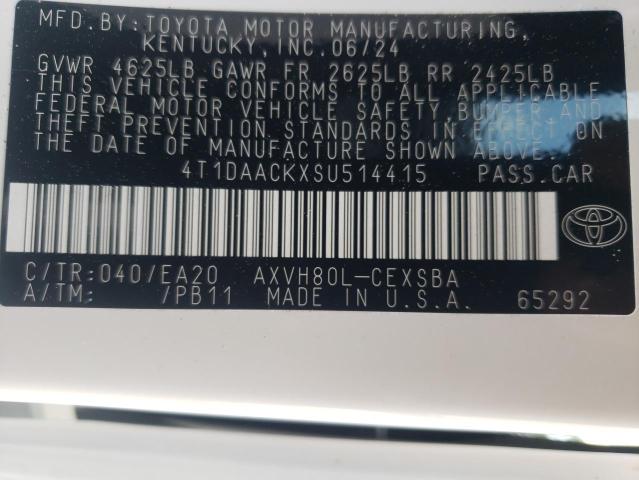 MFD. BY: TOYOTA MOTOR MANUFACTURING,
KENTUCKY, INC. 06/24
GVWR 4625LB GAWR FR 2625LB RR 2425LB
THIS VEHICLE CONFORMS TO ALL APPLICABLE
FEDERAL MOTOR VEHICLE SAFETY, BUMPER, AND
THEFT PREVENTION STANDARDS IN EFFECT ON
THE DATE OF MANUFACTURE SHOWN ABOVE.
4T1DAACKXSU514415 PASS. CAR
C/TR: 040/EA20 AXVH80L-CEXSBA
A/TM: /PB11 MADE IN U.S.A. 65292